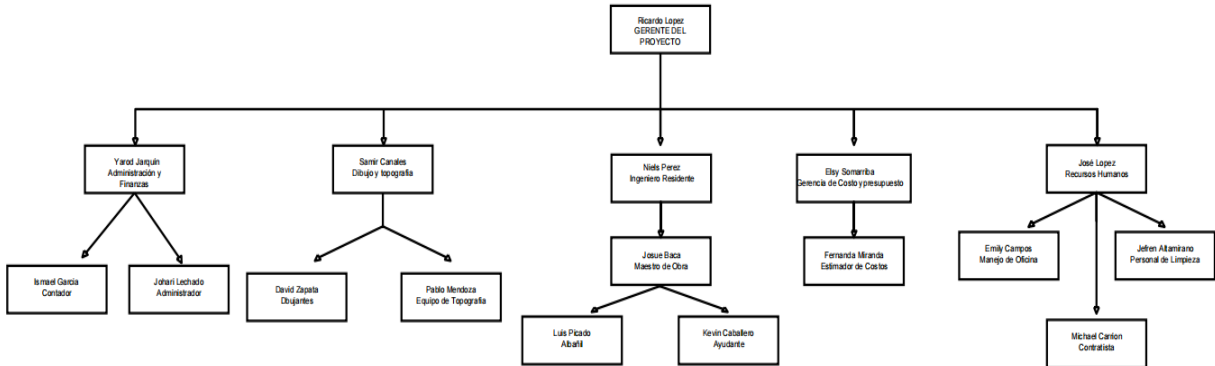 Ricardo Lopez
GERENTE DEL
PROYECTO
Yarod Jarquin
Administración y
Finanzas
Samir Canales
Dibujo y topografia
Niels Perez
Ingeniero Residente
Elsy Somarriba
Gerencia de Costo y presupuesto
José Lopez
Recursos Humanos
Ismael Garcia
Contador
Johari Lechado
Administrador
David Zapata
Dbujantes
Pablo Mendoza
Equipo de Topografia
Josue Baca
Maestro de Obra
Luis Picado
Albañil
Kevin Caballero
Ayudante
Fernanda Miranda
Estimador de Costos
Emily Campos
Manejo de Oficina
Jefren Altamirano
Personal de Limpieza
Michael Carrion
Contratista